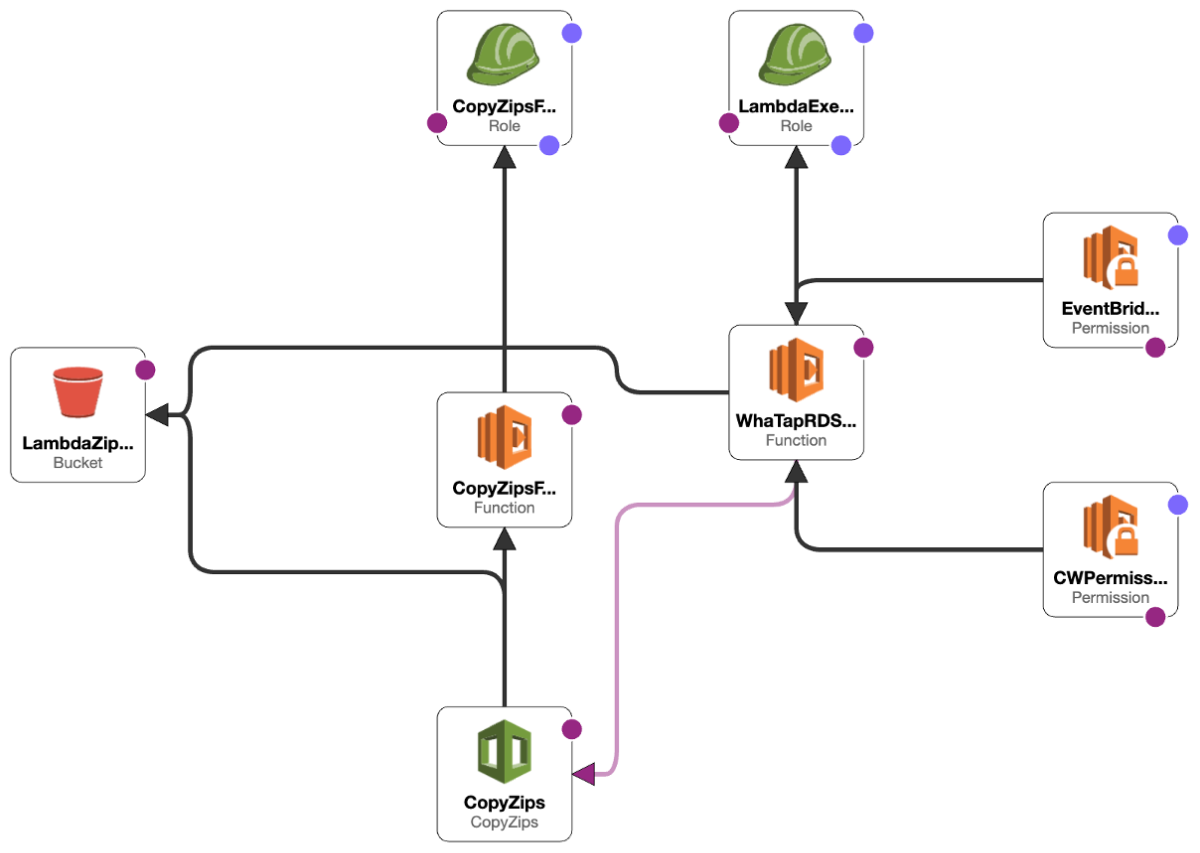 CopyZipsF...
Role
LambdaExe...
Role
EventBrid...
Permission
LambdaZip...
Bucket
CopyZipsF...
Function
WhaTapRDS...
Function
CWPermiss...
Permission
CopyZips
CopyZips